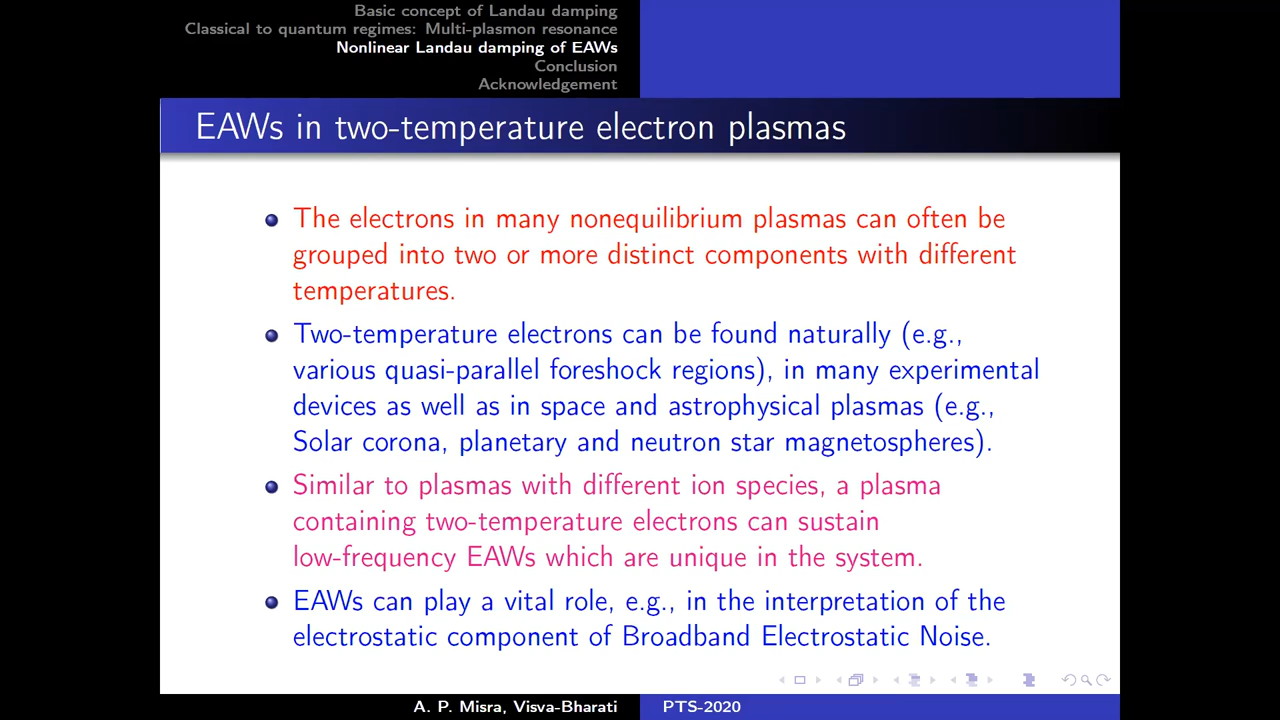 Basic concept of Landau damping
Classical to quantum regimes: Multi-plasmon resonance
Nonlinear Landau damping of EAWs
Conclusion
Acknowledgement
EAWs in two-temperature electron plasmas
The electrons in many nonequilibrium plasmas can often be
grouped into two or more distinct components with different
temperatures.
Two-temperature electrons can be found naturally (e.g.,
various quasi-parallel foreshock regions), in many experimental
devices as well as in space and astrophysical plasmas (e.g.,
Solar corona, planetary and neutron star magnetospheres).
Similar to plasmas with different ion species, a plasma
containing two-temperature electrons can sustain
low-frequency EAWs which are unique in the system.
EAWs can play a vital role, e.g., in the interpretation of the
electrostatic component of Broadband Electrostatic Noise.
A. P. Misra, Visva-Bharati
PTS-2020